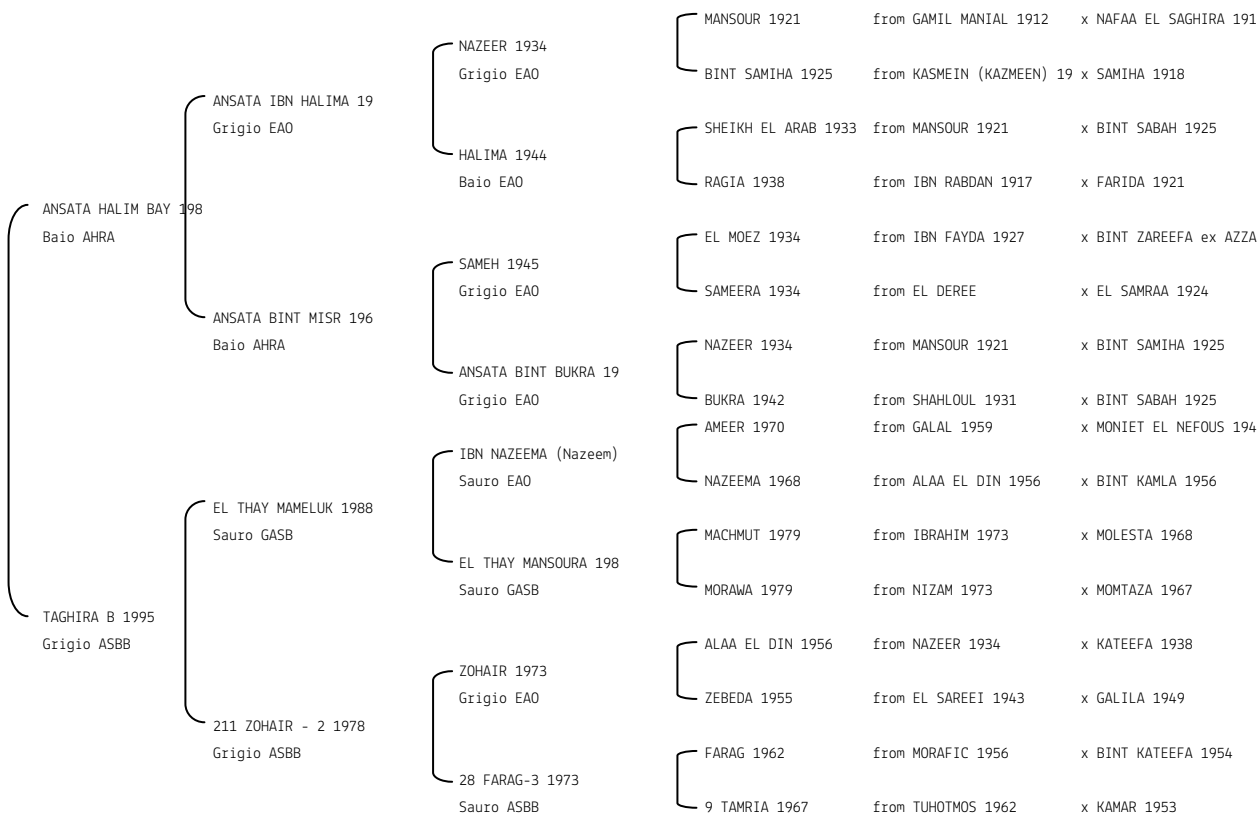 MANSOUR 1921 from GAMIL MANIAL 1912 x NAFAA EL SAGHIRA 191
NAZEER 1934
Grigio EAO
BINT SAMIHA 1925 from KASMEIN (KAZMEEN) 19 x SAMIHA 1918
ANSATA IBN HALIMA 19
Grigio EAO
SHEIKH EL ARAB 1933 from MANSOUR 1921 x BINT SABAH 1925
HALIMA 1944
Baio EAO
RAGIA 1938 from IBN RABDAN 1917 x FARIDA 1921
ANSATA HALIM BAY 198
Baio AHRA
EL MOEZ 1934 from IBN FAYDA 1927 x BINT ZAREEFA ex AZZA
SAMEH 1945
Grigio EAO
SAMEERA 1934 from EL DEREE x EL SAMRAA 1924
ANSATA BINT MISR 196
Baio AHRA
NAZEER 1934 from MANSOUR 1921 x BINT SAMIHA 1925
ANSATA BINT BUKRA 19
Grigio EAO
BUKRA 1942 from SHAHLOUL 1931 x BINT SABAH 1925
AMEER 1970 from GALAL 1959 x MONIET EL NEFOUS 194
IBN NAZEEMA (Nazeem)
Sauro EAO
NAZEEMA 1968 from ALAA EL DIN 1956 x BINT KAMLA 1956
EL THAY MAMELUK 1988
Sauro GASB
MACHMUT 1979 from IBRAHIM 1973 x MOLESTA 1968
EL THAY MANSOURA 198
Sauro GASB
MORAWA 1979 from NIZAM 1973 x MOMTAZA 1967
TAGHIRA B 1995
Grigio ASBB
ALAA EL DIN 1956 from NAZEER 1934 x KATEEFA 1938
ZOHAIR 1973
Grigio EAO
ZEBEDA 1955 from EL SAREEI 1943 x GALILA 1949
211 ZOHAIR - 2 1978
Grigio ASBB
FARAG 1962 from MORAFIC 1956 x BINT KATEEFA 1954
28 FARAG-3 1973
Sauro ASBB
9 TAMRIA 1967 from TUHOTMOS 1962 x KAMAR 1953